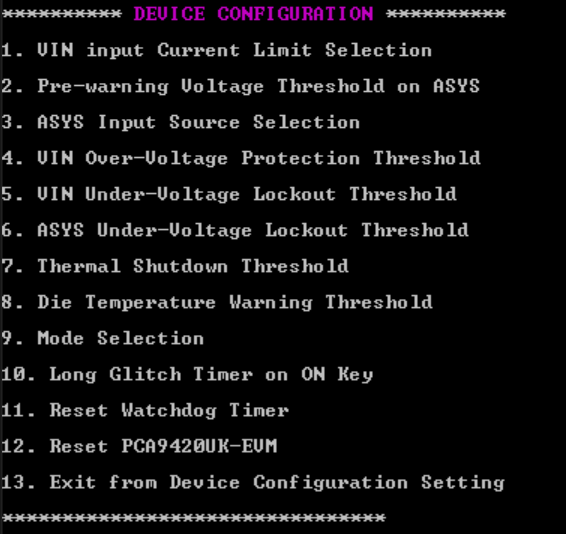 ********** DEVICE CONFIGURATION **********
1. VIN input Current Limit Selection
2. Pre-warning Voltage Threshold on ASYS
3. ASYS Input Source Selection
4. VIN Over-Voltage Protection Threshold
5. VIN Under-Voltage Lockout Threshold
6. ASYS Under-Voltage Lockout Threshold
7. Thermal Shutdown Threshold
8. Die Temperature Warning Threshold
9. Mode Selection
10. Long Glitch Timer on ON Key
11. Reset Watchdog Timer
12. Reset PCA9420UK-EVM
13. Exit from Device Configuration Setting
********************************